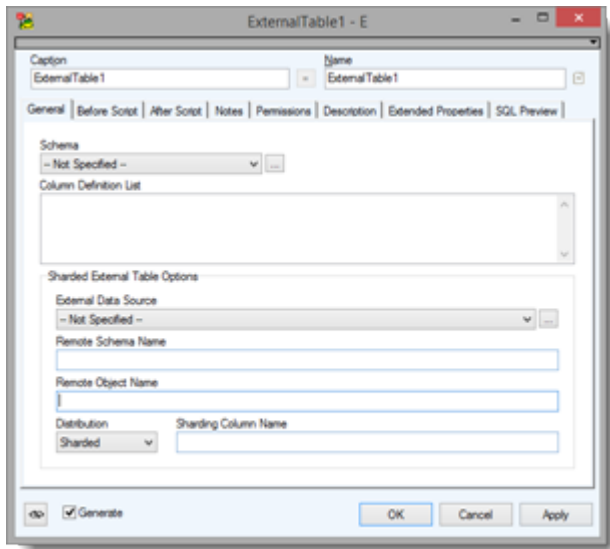 ExternalTable1 - E
Caption Name
ExternalTable1 = ExternalTable1
General Before Script After Script Notes Permissions Description Extended Properties SQL Preview
Schema
-- Not Specified -- ...
Column Definition List
Sharded External Table Options
External Data Source
-- Not Specified -- ...
Remote Schema Name
Remote Object Name
Distribution Sharding Column Name
Sharded
Generate OK Cancel Apply